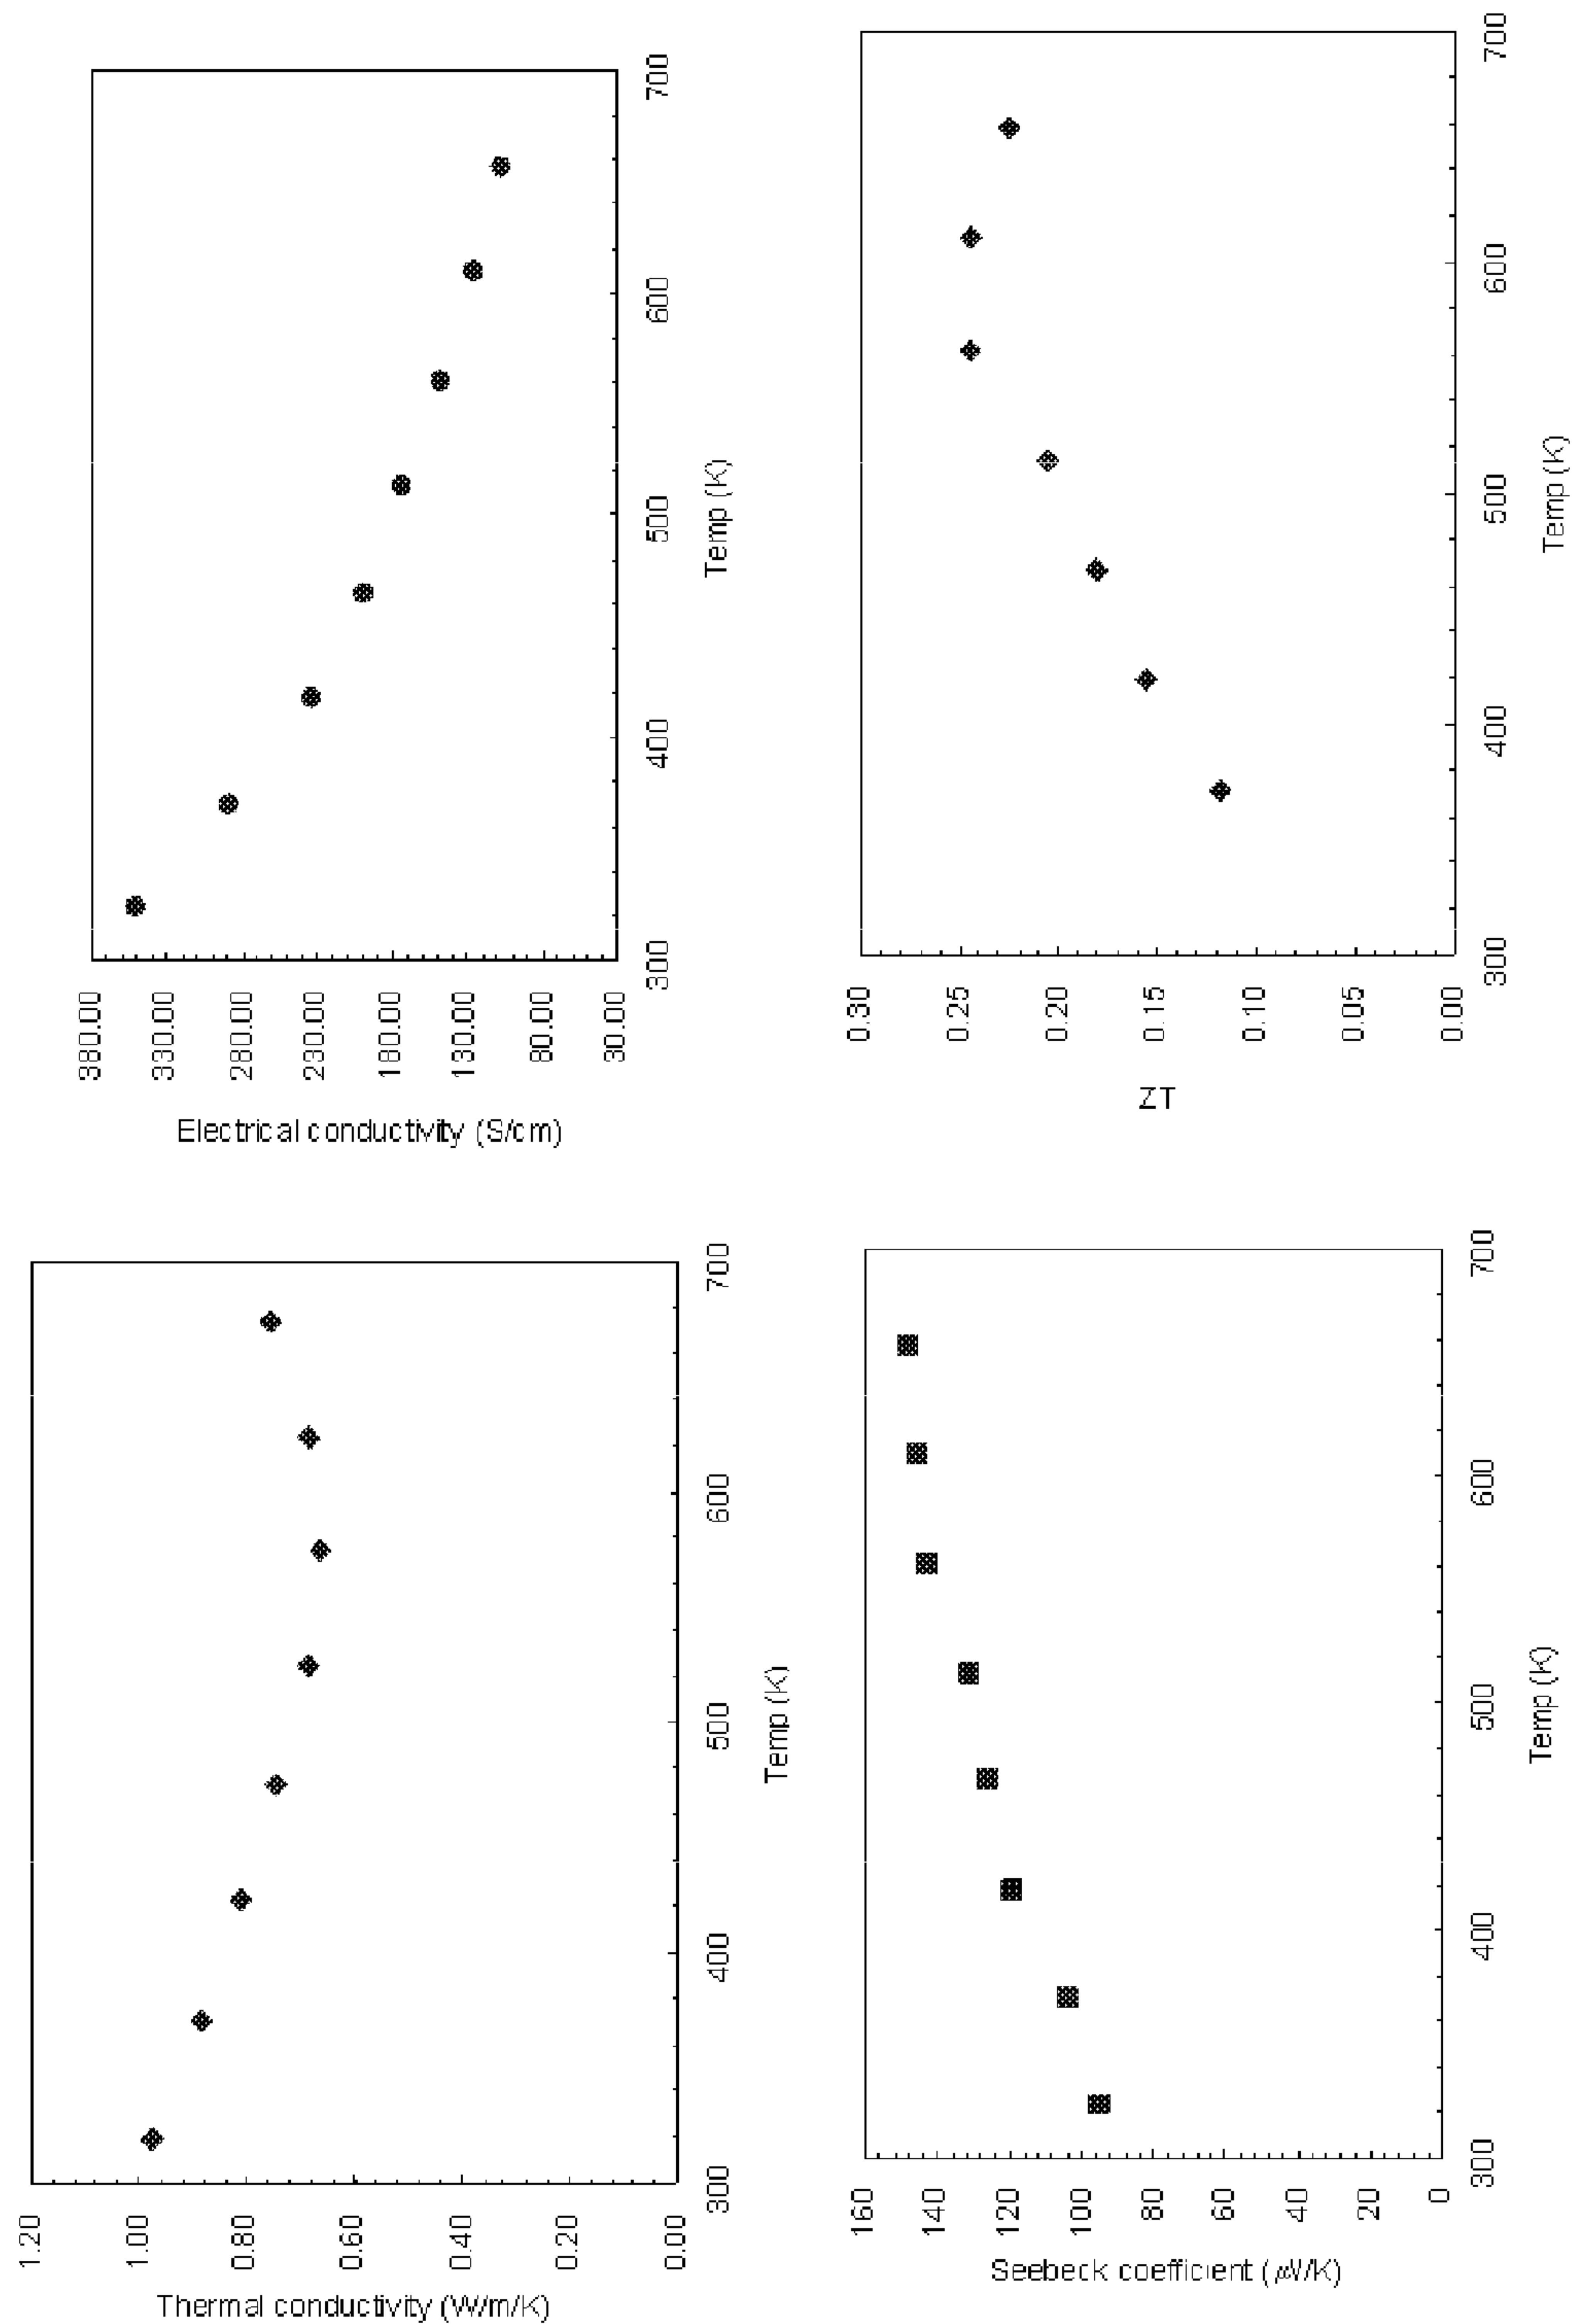 Thermal conductivity (W/m/K)
1.20
1.00
0.80
0.60
0.40
0.20
0.00
300 400 500 600 700
Temp (K)
Electrical conductivity (S/cm)
380.00
330.00
280.00
230.00
180.00
130.00
80.00
30.00
300 400 500 600 700
Temp (K)
Seebeck coefficient (μV/K)
160
140
120
100
80
60
40
20
0
300 400 500 600 700
Temp (K)
ZT
0.30
0.25
0.20
0.15
0.10
0.05
0.00
300 400 500 600 700
Temp (K)